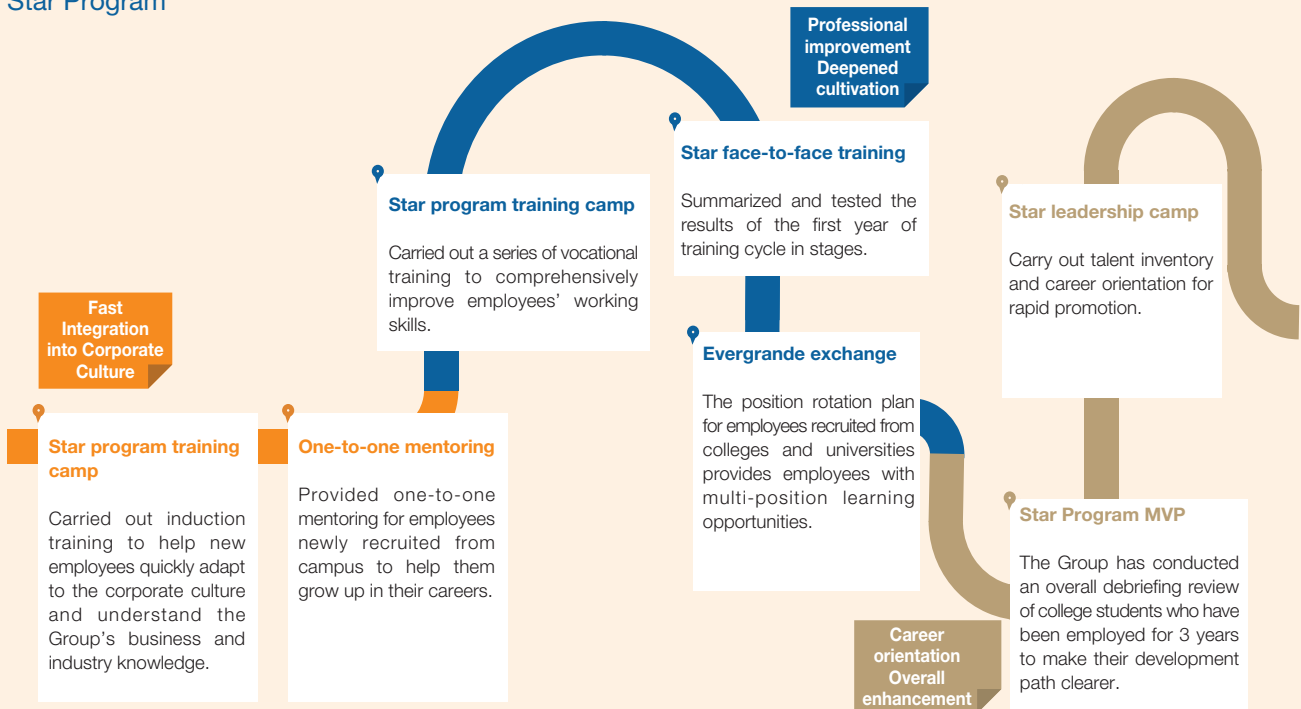 Star Program
Fast
Integration
into Corporate
Culture
Star program training
camp
Carried out induction
training to help new
employees quickly adapt
to the corporate culture
and understand the
Group’s business and
industry knowledge.
One-to-one mentoring
Provided one-to-one
mentoring for employees
newly recruited from
campus to help them
grow up in their careers.
Star program training camp
Carried out a series of vocational
training to comprehensively
improve employees’ working
skills.
Professional
improvement
Deepened
cultivation
Star face-to-face training
Summarized and tested the
results of the first year of
training cycle in stages.
Evergrande exchange
The position rotation plan
for employees recruited from
colleges and universities
provides employees with
multi-position learning
opportunities.
Career
orientation
Overall
enhancement
Star Program MVP
The Group has conducted
an overall debriefing review
of college students who have
been employed for 3 years
to make their development
path clearer.
Star leadership camp
Carry out talent inventory
and career orientation for
rapid promotion.